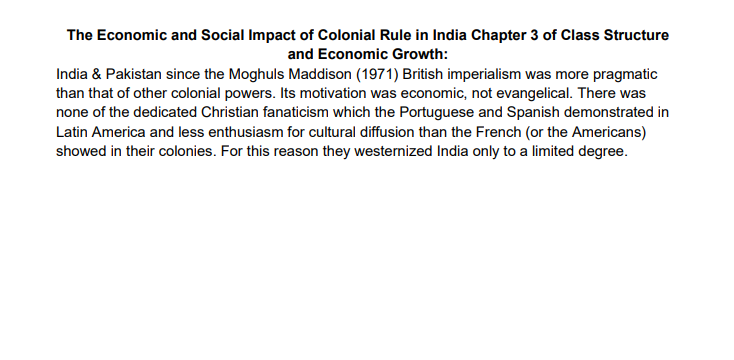 The Economic and Social Impact of Colonial Rule in India Chapter 3 of Class Structure
and Economic Growth:
India & Pakistan since the Moghuls Maddison (1971) British imperialism was more pragmatic
than that of other colonial powers. Its motivation was economic, not evangelical. There was
none of the dedicated Christian fanaticism which the Portuguese and Spanish demonstrated in
Latin America and less enthusiasm for cultural diffusion than the French (or the Americans)
showed in their colonies. For this reason they westernized India only to a limited degree.